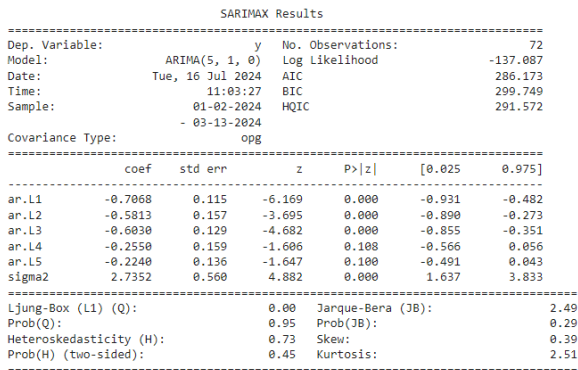 SARIMAX Results
==============================================================================
Dep. Variable:                      y   No. Observations:                   72
Model:                 ARIMA(5, 1, 0)   Log Likelihood                -137.087
Date:                Tue, 16 Jul 2024   AIC                            286.173
Time:                        11:03:27   BIC                            299.749
Sample:                    01-02-2024   HQIC                           291.572
                         - 03-13-2024
Covariance Type:                  opg
==============================================================================
                 coef    std err          z      P>|z|      [0.025      0.975]
------------------------------------------------------------------------------
ar.L1         -0.7068      0.115     -6.169      0.000      -0.931      -0.482
ar.L2         -0.5813      0.157     -3.695      0.000      -0.890      -0.273
ar.L3         -0.6030      0.129     -4.682      0.000      -0.855      -0.351
ar.L4         -0.2550      0.159     -1.606      0.108      -0.566       0.056
ar.L5         -0.2240      0.136     -1.647      0.100      -0.491       0.043
sigma2         2.7352      0.560      4.882      0.000       1.637       3.833
===================================================================================
Ljung-Box (L1) (Q):                   0.00   Jarque-Bera (JB):                 2.49
Prob(Q):                              0.95   Prob(JB):                         0.29
Heteroskedasticity (H):               0.73   Skew:                             0.39
Prob(H) (two-sided):                  0.45   Kurtosis:                         2.51
===================================================================================